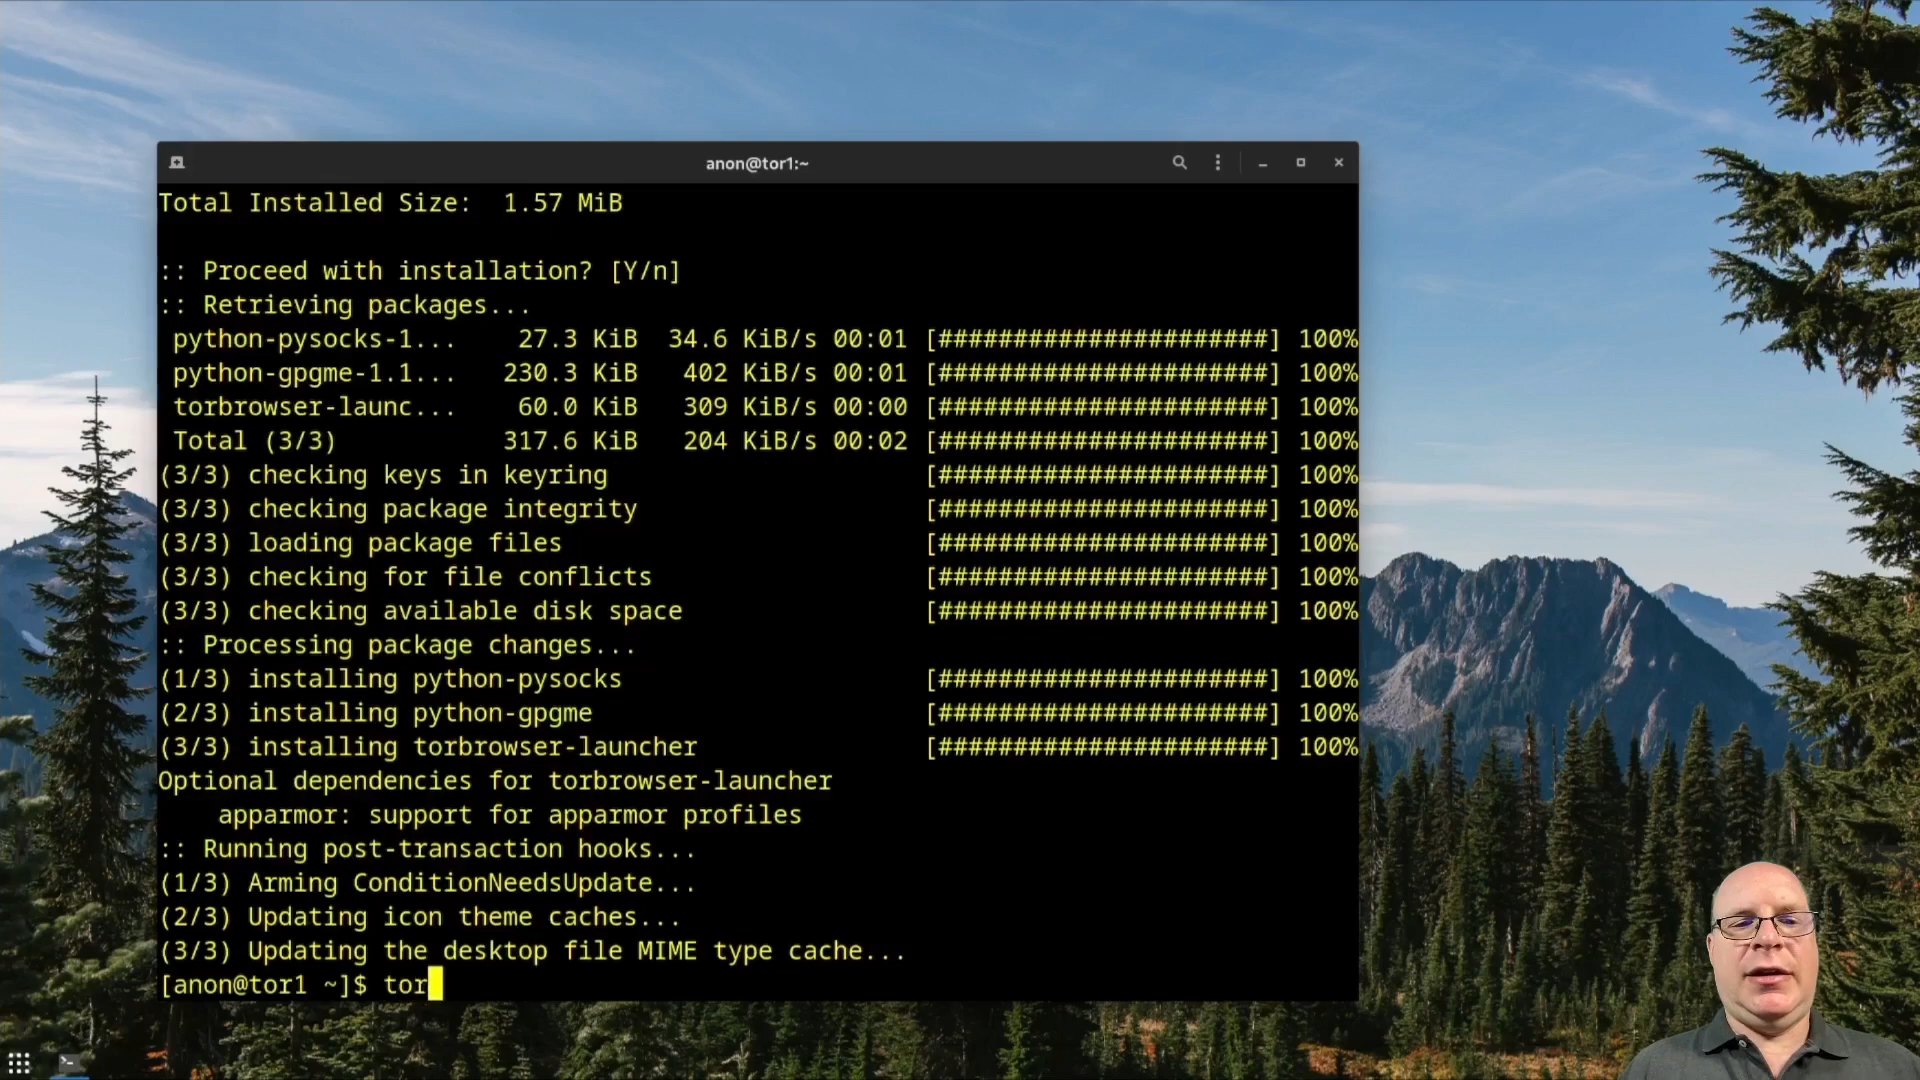 anon@tor1:~
Total Installed Size:  1.57 MiB
:: Proceed with installation? [Y/n]
:: Retrieving packages...
python-pysocks-1...    27.3 KiB  34.6 KiB/s 00:01 [######################] 100%
python-gpgme-1.1...   230.3 KiB   402 KiB/s 00:01 [######################] 100%
torbrowser-launc...    60.0 KiB   309 KiB/s 00:00 [######################] 100%
Total (3/3)           317.6 KiB   204 KiB/s 00:02 [######################] 100%
(3/3) checking keys in keyring [######################] 100%
(3/3) checking package integrity [######################] 100%
(3/3) loading package files [######################] 100%
(3/3) checking for file conflicts [######################] 100%
(3/3) checking available disk space [######################] 100%
:: Processing package changes...
(1/3) installing python-pysocks [######################] 100%
(2/3) installing python-gpgme [######################] 100%
(3/3) installing torbrowser-launcher [######################] 100%
Optional dependencies for torbrowser-launcher
    apparmor: support for apparmor profiles
:: Running post-transaction hooks...
(1/3) Arming ConditionNeedsUpdate...
(2/3) Updating icon theme caches...
(3/3) Updating the desktop file MIME type cache...
[anon@tor1 ~]$ tor